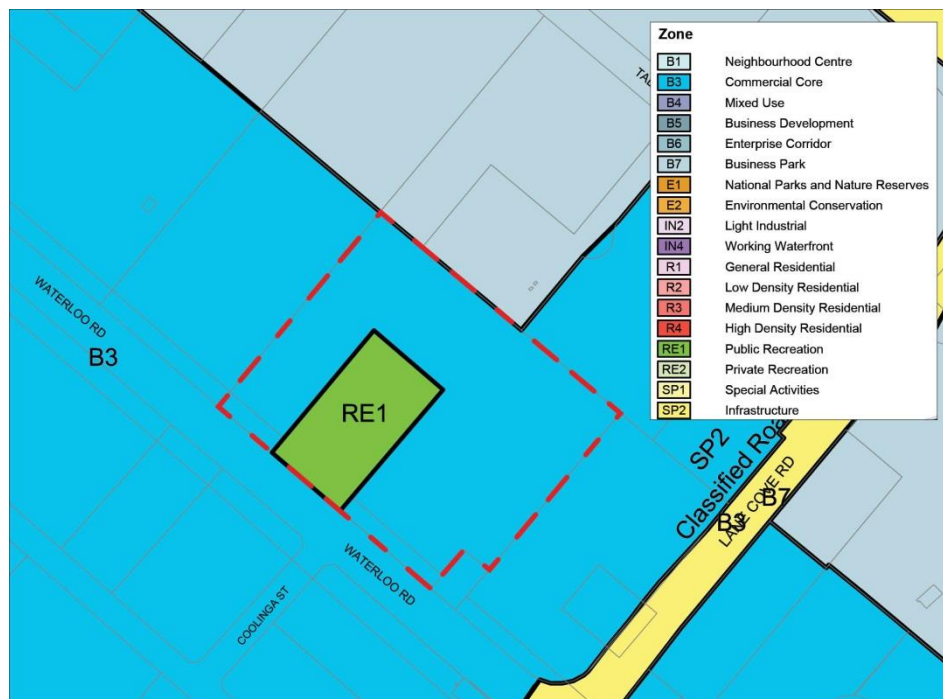 Zone
B1 Neighbourhood Centre
B3 Commercial Core
B4 Mixed Use
B5 Business Development
B6 Enterprise Corridor
B7 Business Park
E1 National Parks and Nature Reserves
E2 Environmental Conservation
IN2 Light Industrial
IN4 Working Waterfront
R1 General Residential
R2 Low Density Residential
R3 Medium Density Residential
R4 High Density Residential
RE1 Public Recreation
RE2 Private Recreation
SP1 Special Activities
SP2 Infrastructure
TAL
WATERLOO RD
B3
RE1
SP2
Classified Road
B7
B3
LANE COVE RD
WATERLOO RD
COOLINGA ST